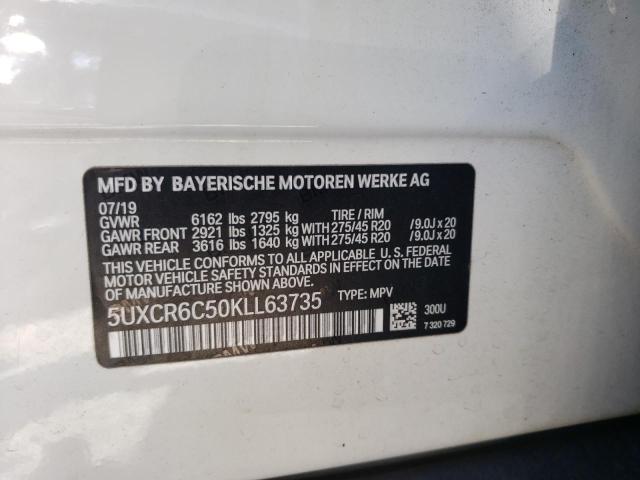 MFD BY BAYERISCHE MOTOREN WERKE AG
07/19
GVWR 6162 lbs 2795 kg TIRE / RIM
GAWR FRONT 2921 lbs 1325 kg WITH 275/45 R20 /9.0J x 20
GAWR REAR 3616 lbs 1640 kg WITH 275/45 R20 /9.0J x 20
THIS VEHICLE CONFORMS TO ALL APPLICABLE U. S. FEDERAL
MOTOR VEHICLE SAFETY STANDARDS IN EFFECT ON THE DATE
OF MANUFACTURE SHOWN ABOVE.
5UXCR6C50KLL63735 TYPE: MPV
300U
7 320 729